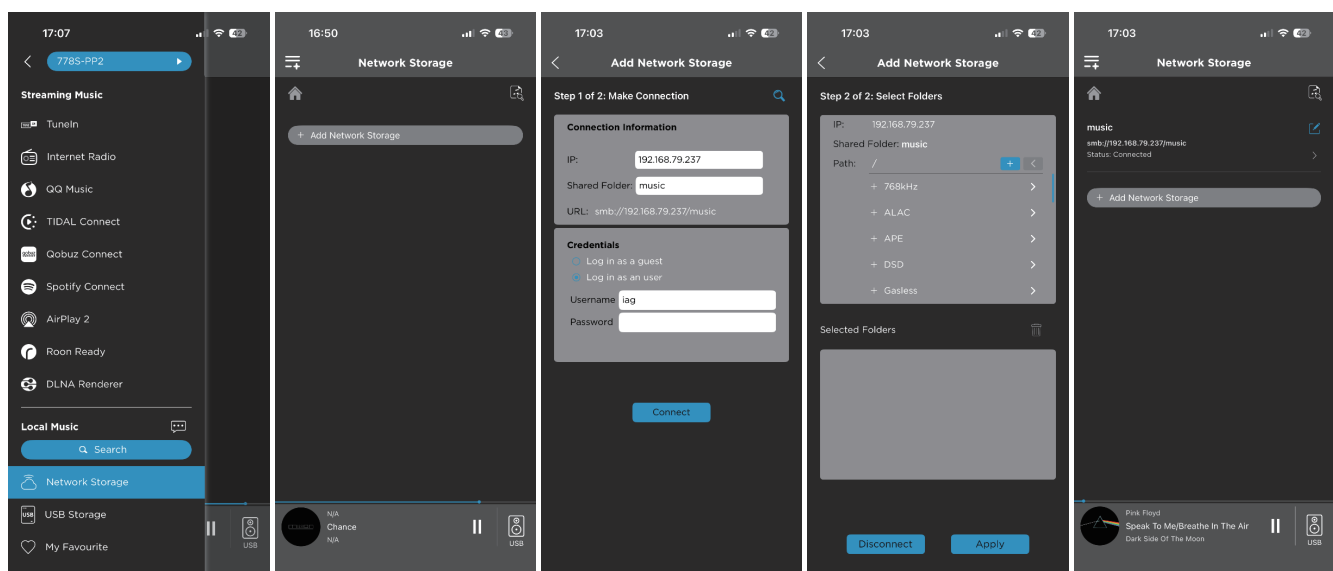 17:07
42
778S-PP2
Streaming Music
TuneIn
Internet Radio
QQ Music
TIDAL Connect
qobuz
Qobuz Connect
Spotify Connect
AirPlay 2
Roon Ready
DLNA Renderer
Local Music
Search
Network Storage
USB
USB Storage
My Favourite
USB
16:50
43
Network Storage
+ Add Network Storage
N/A
Chance
N/A
USB
17:03
42
Add Network Storage
Step 1 of 2: Make Connection
Connection Information
IP: 192.168.79.237
Shared Folder: music
URL: smb://192.168.79.237/music
Credentials
Log in as a guest
Log in as an user
Username iag
Password
Connect
17:03
42
Add Network Storage
Step 2 of 2: Select Folders
IP: 192.168.79.237
Shared Folder: music
Path: / + <
+ 768kHz
+ ALAC
+ APE
+ DSD
+ Gasless
Selected Folders
Disconnect Apply
17:03
42
Network Storage
music
smb://192.168.79.237/music
Status: Connected
+ Add Network Storage
Pink Floyd
Speak To Me/Breathe In The Air
Dark Side Of The Moon
USB